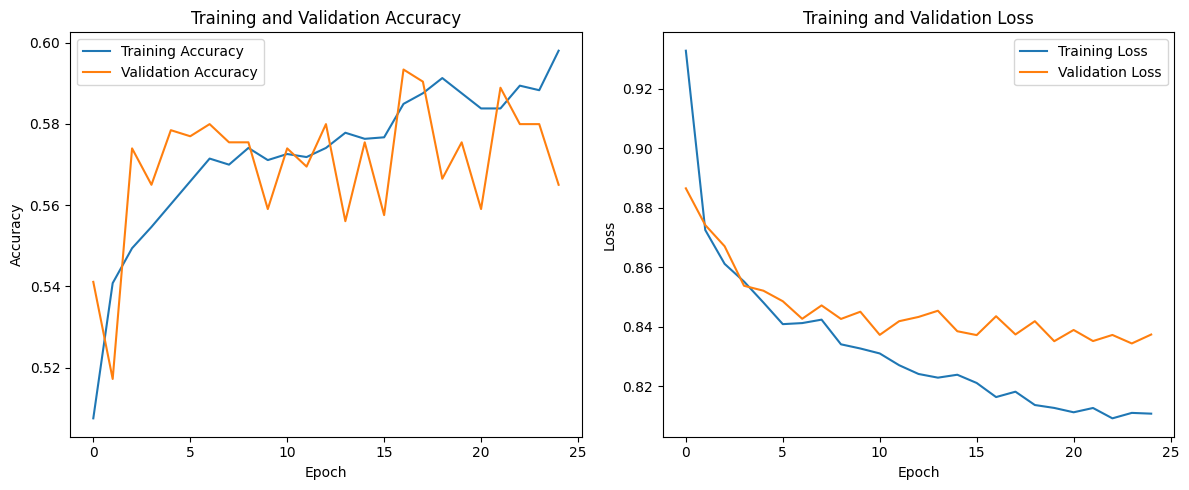 Training and Validation Accuracy
Training Accuracy
Validation Accuracy
0.60
0.58
0.56
0.54
0.52
Accuracy
0 5 10 15 20 25
Epoch
Training and Validation Loss
Training Loss
Validation Loss
0.92
0.90
0.88
0.86
0.84
0.82
Loss
0 5 10 15 20 25
Epoch